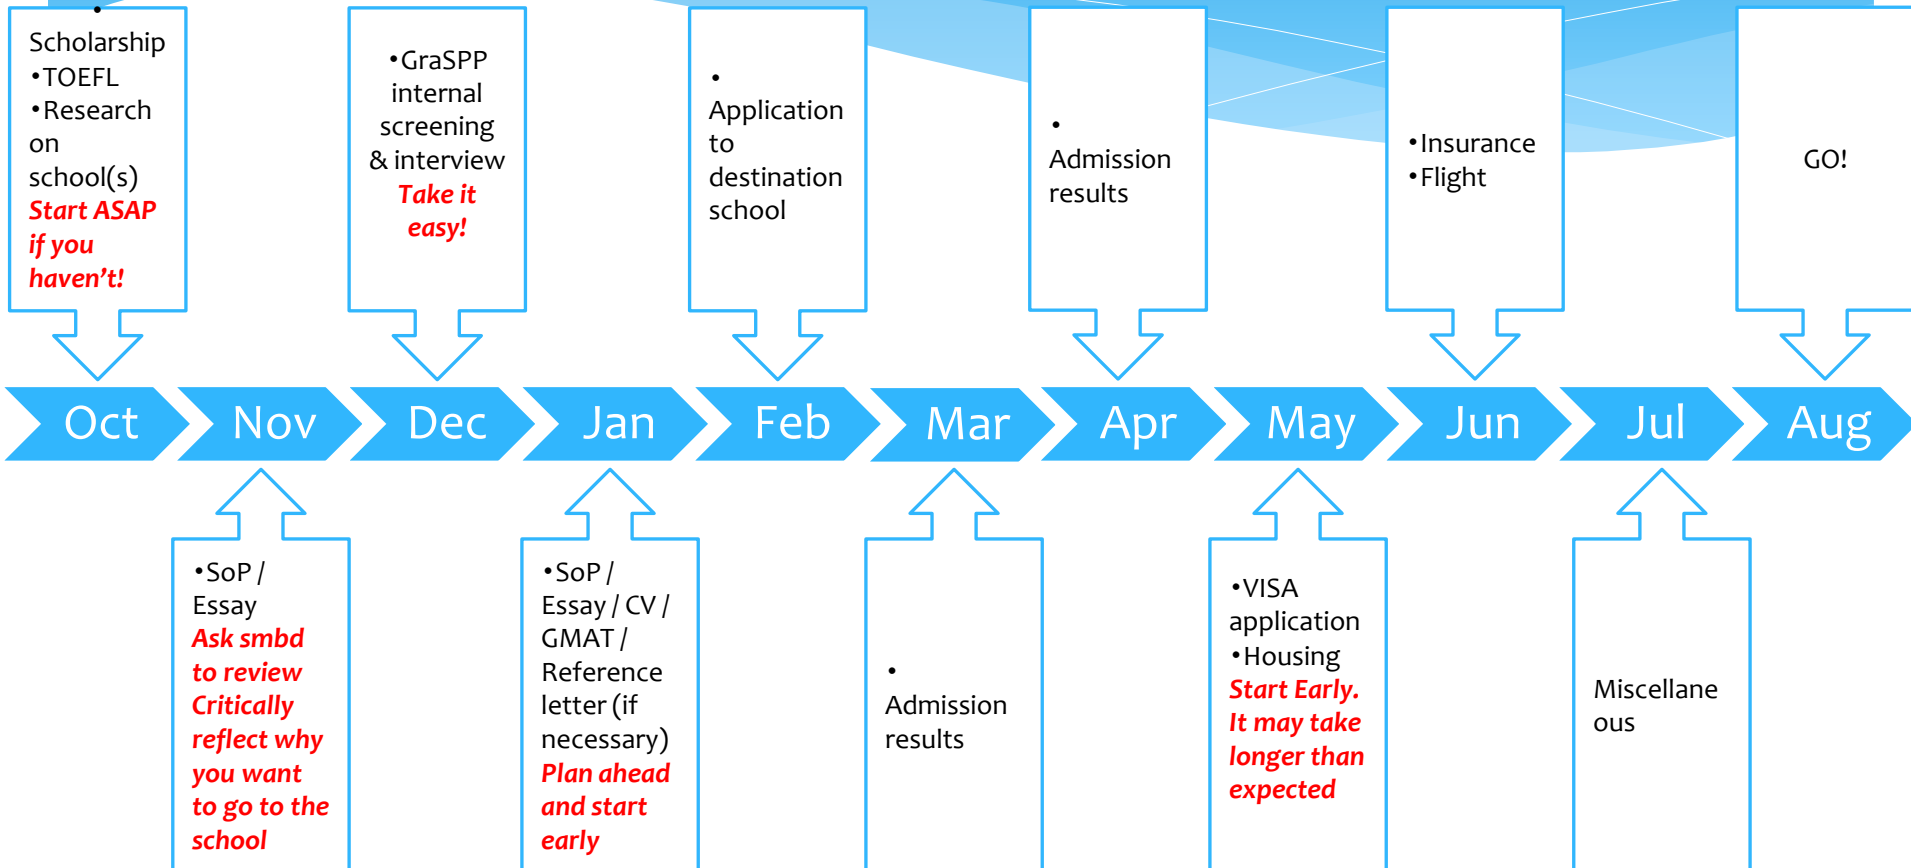 •
Scholarship
•TOEFL
•Research
on
school(s)
Start ASAP
if you
haven't!
•GraSPP
internal
screening
& interview
Take it
easy!
•
Application
to
destination
school
•
Admission
results
•Insurance
•Flight
GO!
Oct
Nov
Dec
Jan
Feb
Mar
Apr
May
Jun
Jul
Aug
•SoP /
Essay
Ask smbd
to review
Critically
reflect why
you want
to go to the
school
•SoP /
Essay / CV /
GMAT /
Reference
letter (if
necessary)
Plan ahead
and start
early
•
Admission
results
•VISA
application
•Housing
Start Early.
It may take
longer than
expected
Miscellane
ous